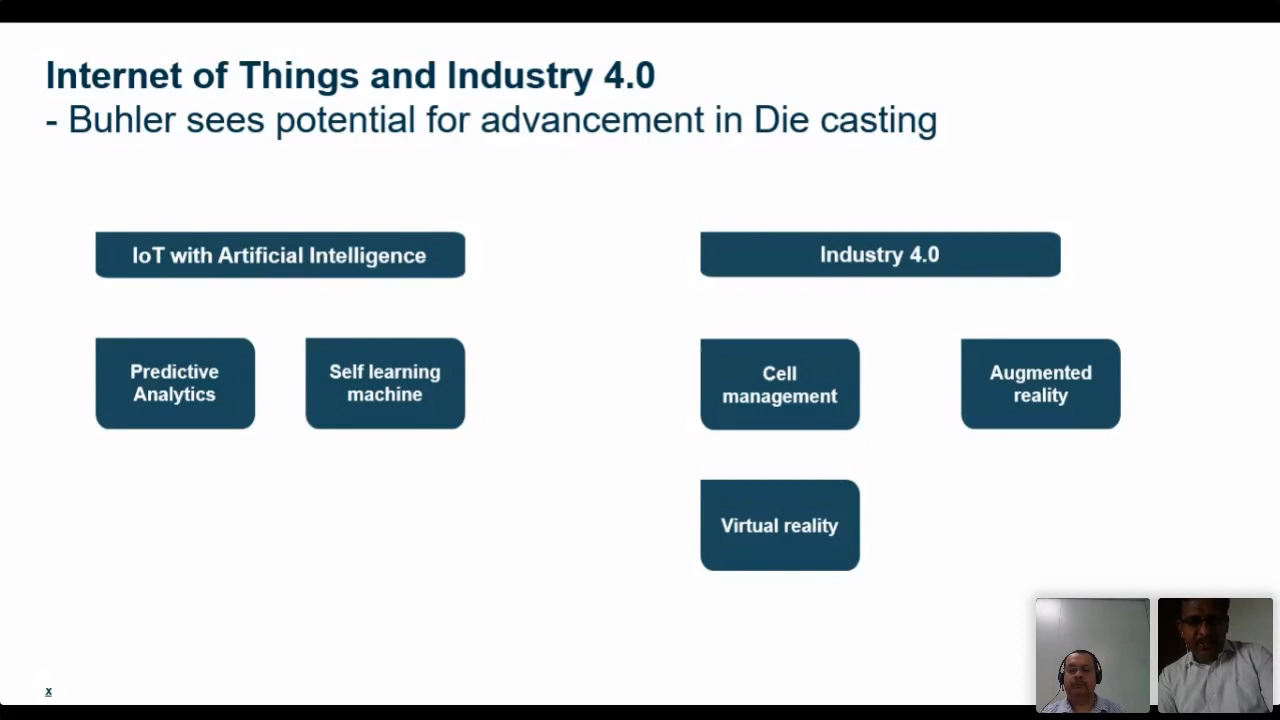 Internet of Things and Industry 4.0
- Buhler sees potential for advancement in Die casting
IoT with Artificial Intelligence
Industry 4.0
Predictive
Analytics
Self learning
machine
Cell
management
Augmented
reality
Virtual reality
x